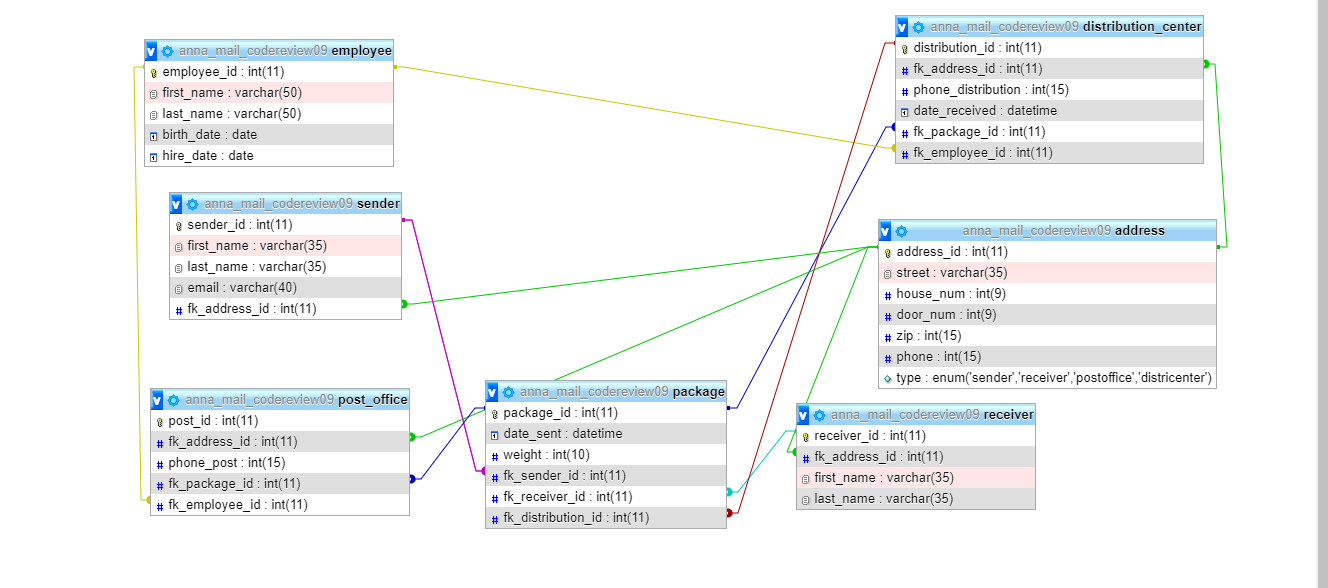 anna_mail_codereview09 employee
employee_id : int(11)
first_name : varchar(50)
last_name : varchar(50)
birth_date : date
hire_date : date
anna_mail_codereview09 distribution_center
distribution_id : int(11)
fk_address_id : int(11)
phone_distribution : int(15)
date_received : datetime
fk_package_id : int(11)
fk_employee_id : int(11)
anna_mail_codereview09 sender
sender_id : int(11)
first_name : varchar(35)
last_name : varchar(35)
email : varchar(40)
fk_address_id : int(11)
anna_mail_codereview09 address
address_id : int(11)
street : varchar(35)
house_num : int(9)
door_num : int(9)
zip : int(15)
phone : int(15)
type : enum('sender','receiver','postoffice','districenter')
anna_mail_codereview09 post_office
post_id : int(11)
fk_address_id : int(11)
phone_post : int(15)
fk_package_id : int(11)
fk_employee_id : int(11)
anna_mail_codereview09 package
package_id : int(11)
date_sent : datetime
weight : int(10)
fk_sender_id : int(11)
fk_receiver_id : int(11)
fk_distribution_id : int(11)
anna_mail_codereview09 receiver
receiver_id : int(11)
fk_address_id : int(11)
first_name : varchar(35)
last_name : varchar(35)